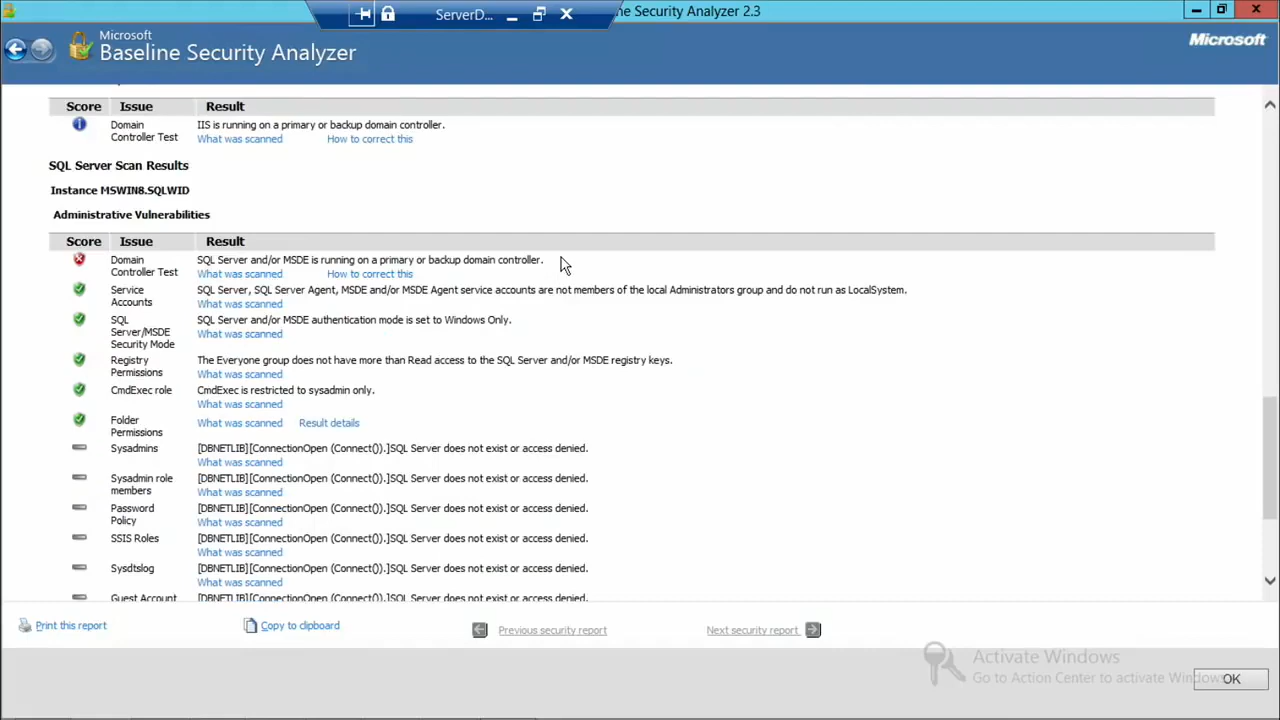 ServerD...
ne Security Analyzer 2.3
Microsoft
Baseline Security Analyzer
Microsoft
Score Issue Result
Domain Controller Test IIS is running on a primary or backup domain controller.
What was scanned How to correct this
SQL Server Scan Results
Instance MSWIN8.SQLWID
Administrative Vulnerabilities
Score Issue Result
Domain Controller Test SQL Server and/or MSDE is running on a primary or backup domain controller.
What was scanned How to correct this
Service Accounts SQL Server, SQL Server Agent, MSDE and/or MSDE Agent service accounts are not members of the local Administrators group and do not run as LocalSystem.
What was scanned
SQL Server/MSDE Security Mode SQL Server and/or MSDE authentication mode is set to Windows Only.
What was scanned
Registry Permissions The Everyone group does not have more than Read access to the SQL Server and/or MSDE registry keys.
What was scanned
CmdExec role CmdExec is restricted to sysadmin only.
What was scanned
Folder Permissions What was scanned Result details
Sysadmins [DBNETLIB][ConnectionOpen (Connect()).]SQL Server does not exist or access denied.
What was scanned
Sysadmin role members [DBNETLIB][ConnectionOpen (Connect()).]SQL Server does not exist or access denied.
What was scanned
Password Policy [DBNETLIB][ConnectionOpen (Connect()).]SQL Server does not exist or access denied.
What was scanned
SSIS Roles [DBNETLIB][ConnectionOpen (Connect()).]SQL Server does not exist or access denied.
What was scanned
Sysdtslog [DBNETLIB][ConnectionOpen (Connect()).]SQL Server does not exist or access denied.
What was scanned
Guest Account [DBNETLIB][ConnectionOpen (Connect()).]SQL Server does not exist or access denied.
Print this report Copy to clipboard Previous security report Next security report
Activate Windows
Go to Action Center to activate Windows.
OK